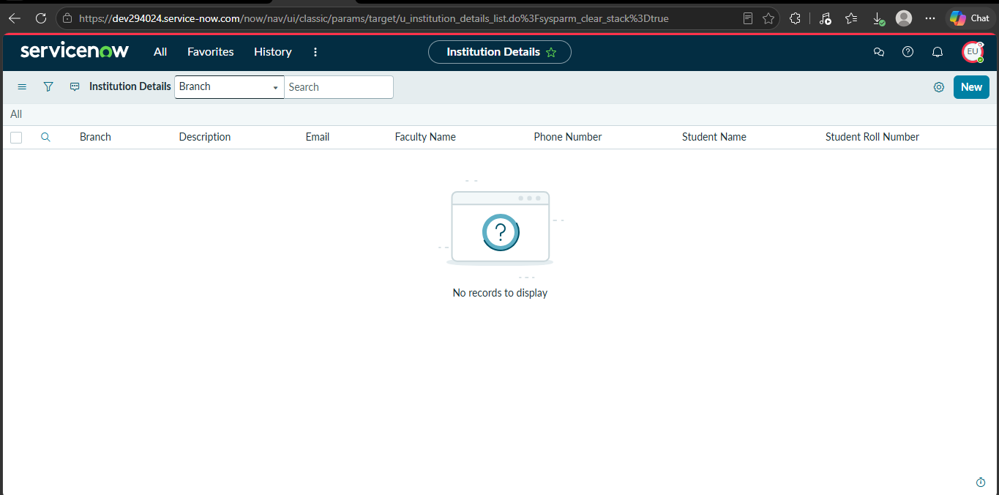 https://dev294024.service-now.com/now/nav/ui/classic/params/target/u_institution_details_list.do%3Fsysparm_clear_stack%3Dtrue
Chat
servicenow All Favorites History Institution Details EU
Institution Details Branch Search New
All
Branch Description Email Faculty Name Phone Number Student Name Student Roll Number
?
No records to display